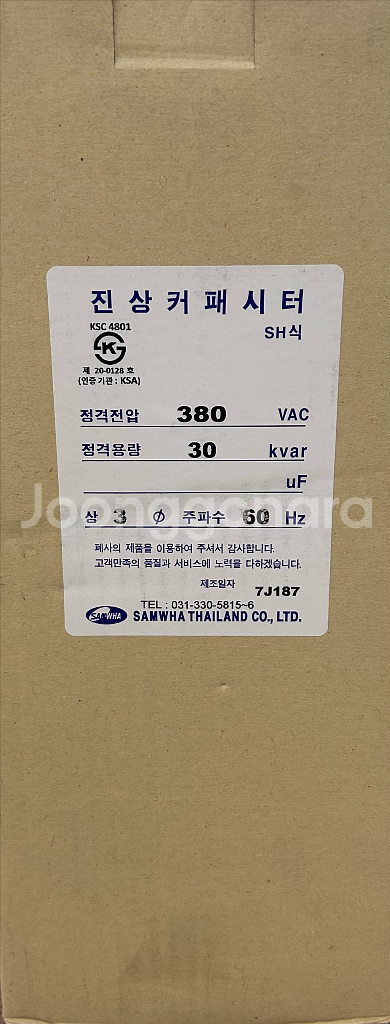 진상커패시터
KSC 4801
SH식
K
제 20-0128 호
(인증기관 : KSA)
정격전압 380 VAC
정격용량 30 kvar
uF
상 3 Φ 주파수 60 Hz
Joonggonara
폐사의 제품을 이용하여 주셔서 감사합니다.
고객만족의 품질과 서비스에 노력을 다하겠습니다.
제조일자 7J187
TEL : 031-330-5815~6
SAMWHA SAMWHA THAILAND CO., LTD.